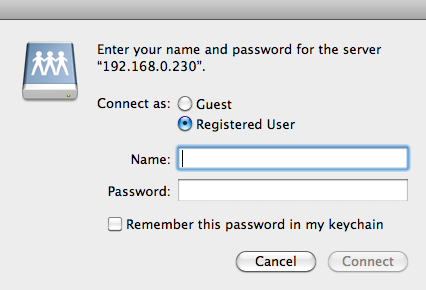 Enter your name and password for the server
“192.168.0.230”.
Connect as: Guest
Registered User
Name:
Password:
Remember this password in my keychain
Cancel Connect